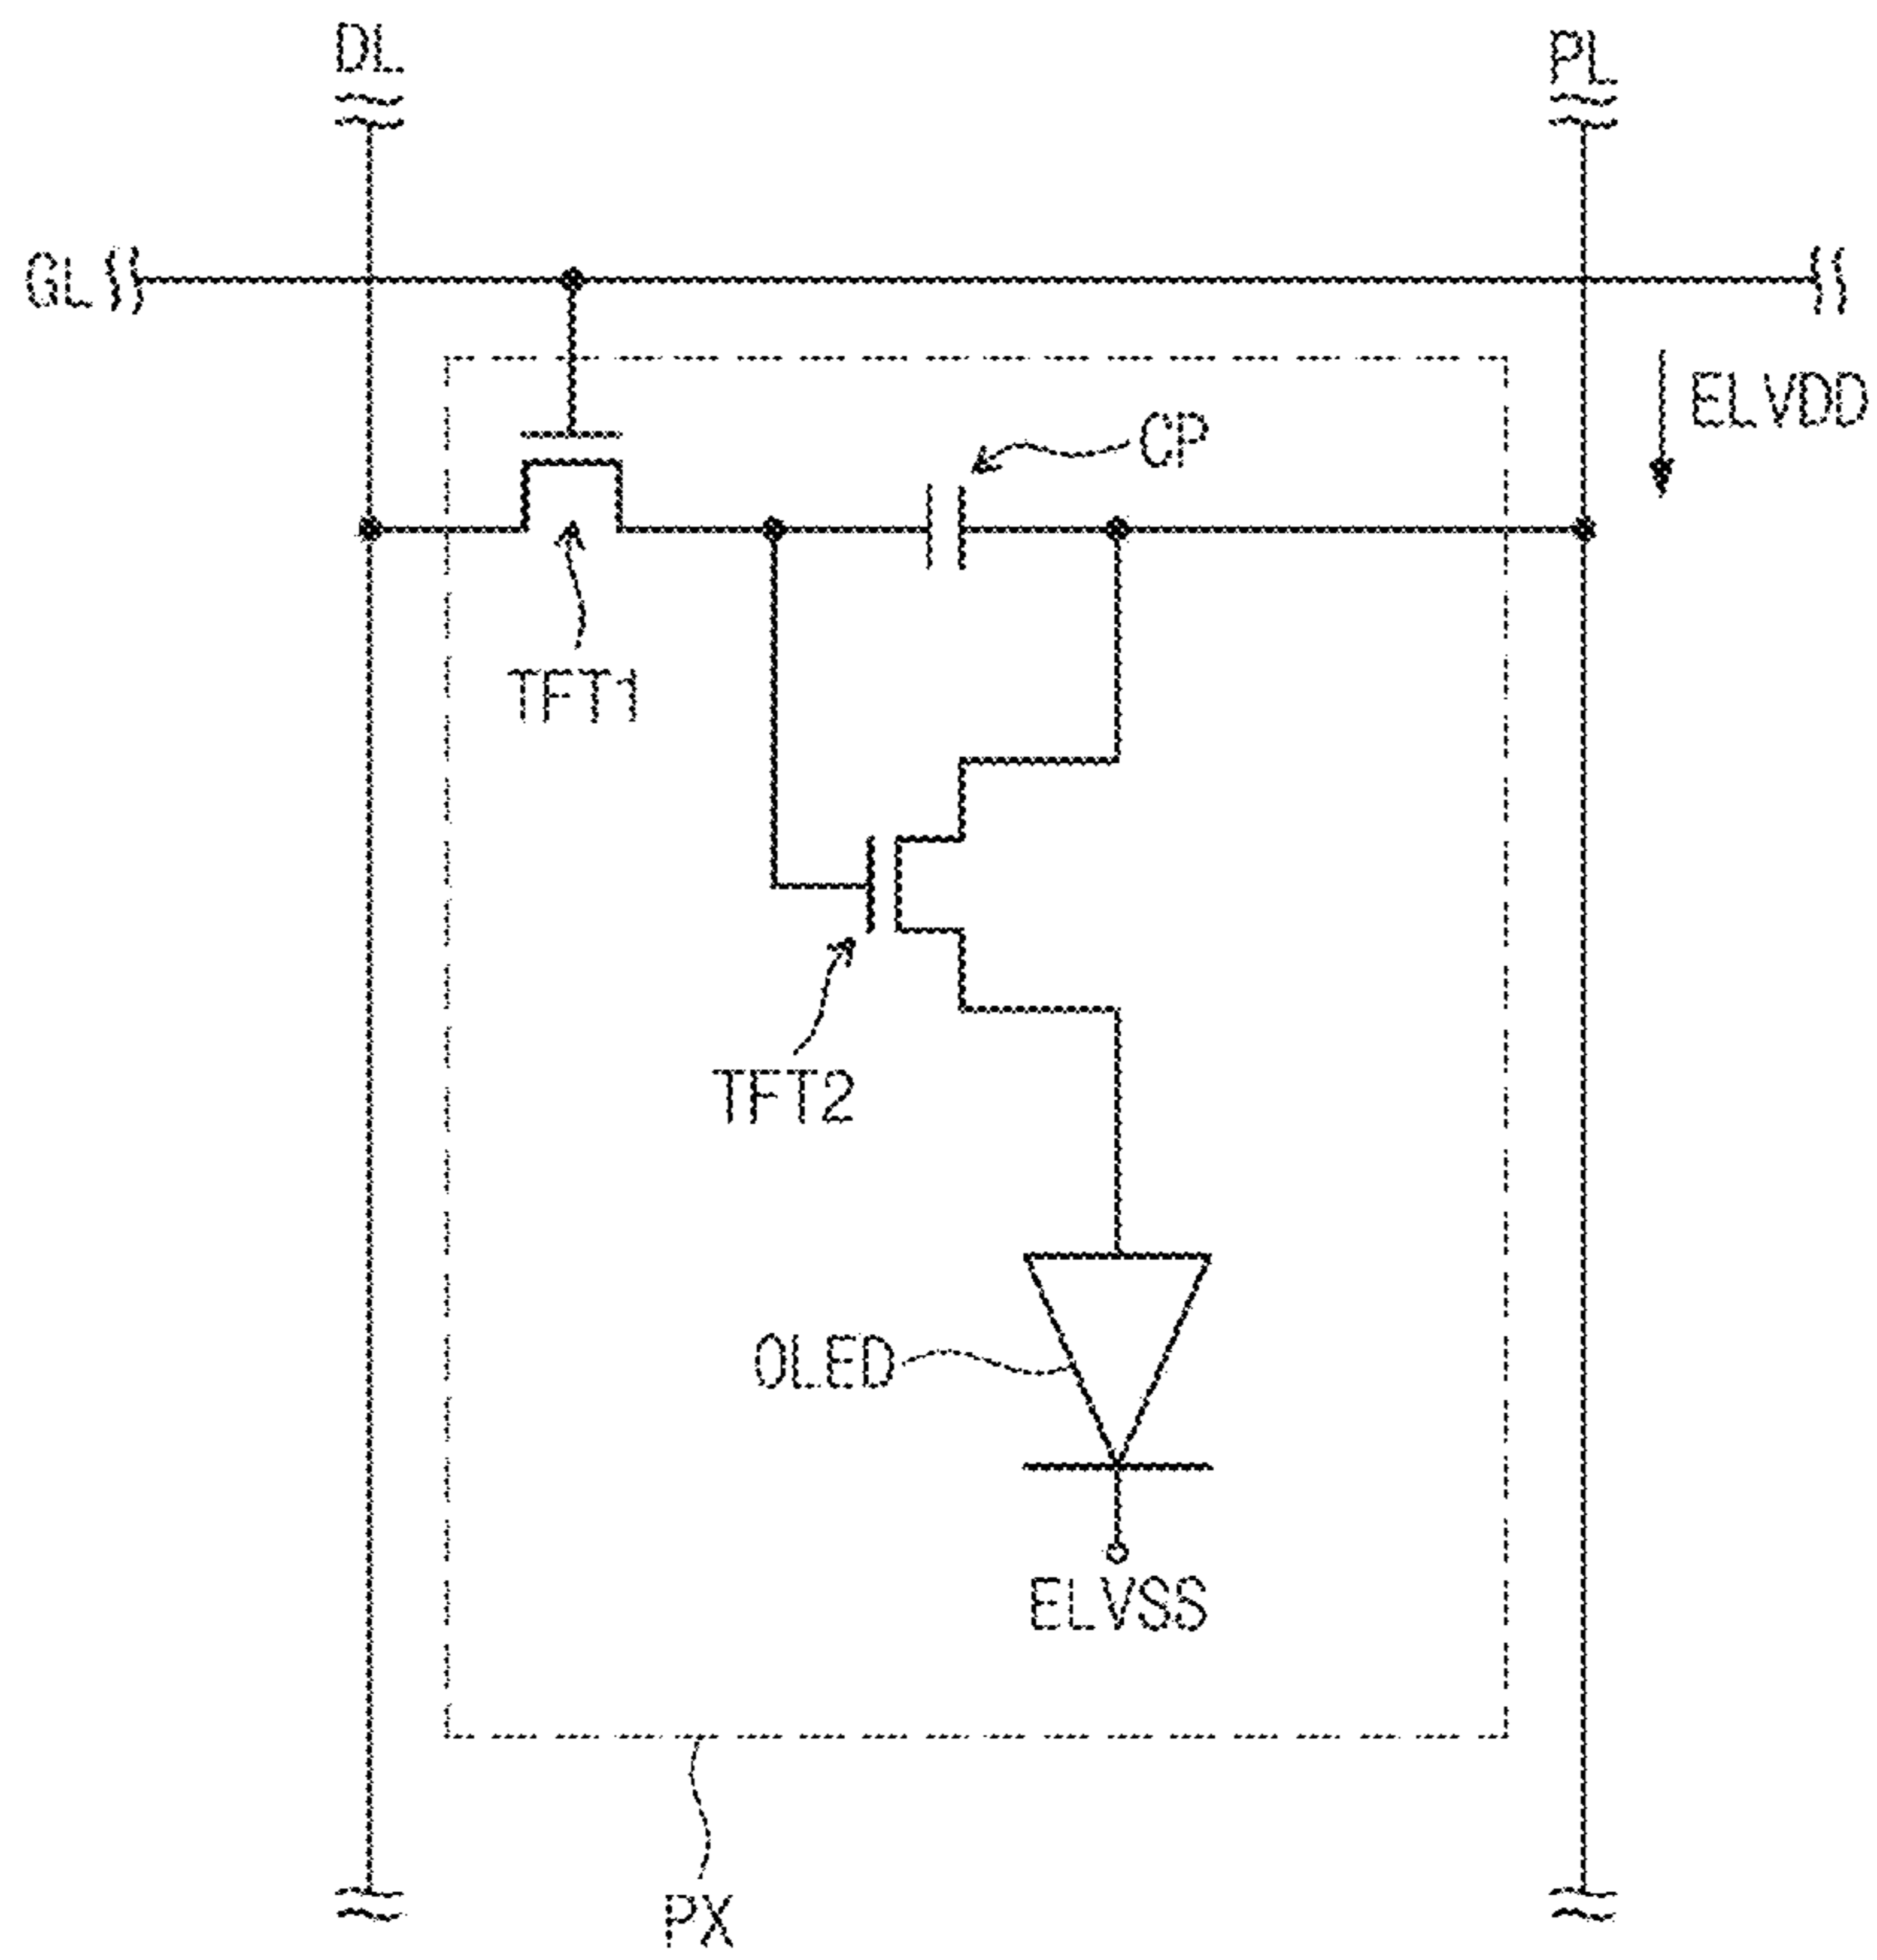 DL
PL
GL
ELVDD
CP
TFT1
TFT2
OLED
ELVSS
PX